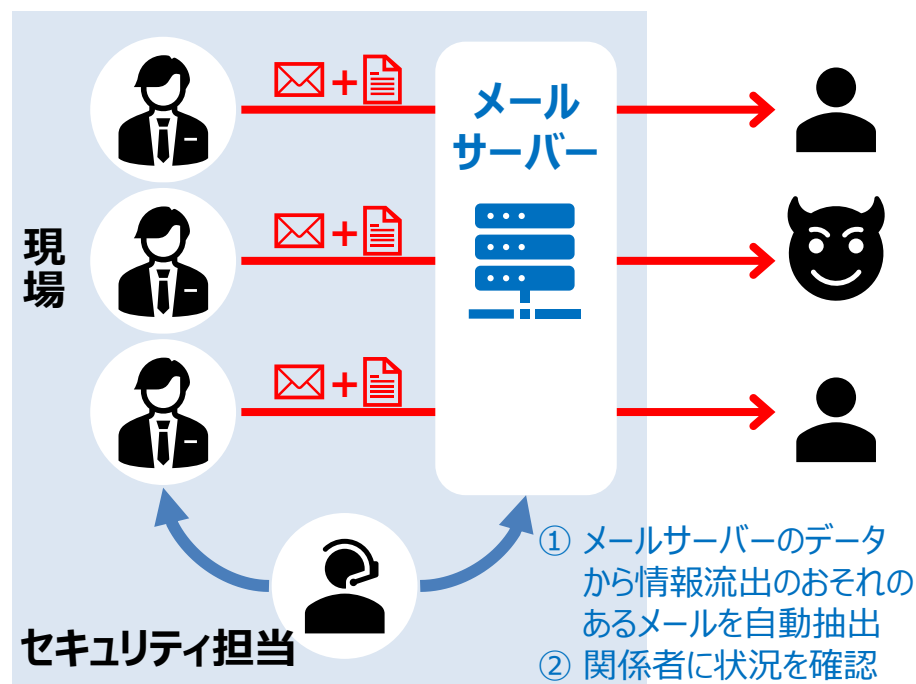 メール
サーバー
現場
セキュリティ担当
① メールサーバーのデータ
から情報流出のおそれの
あるメールを自動抽出
② 関係者に状況を確認